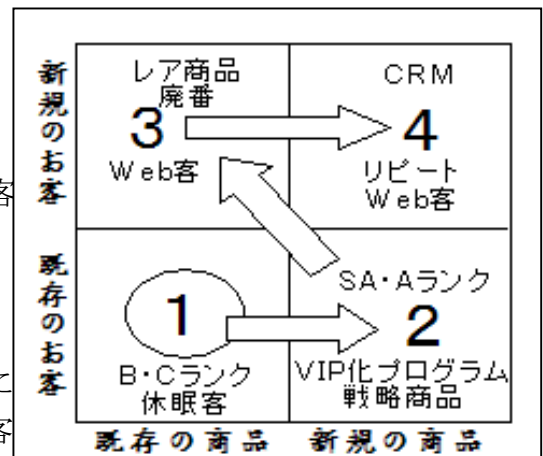 新規のお客
レア商品
廃番
3
Web客
CRM
4
リピート
Web客
客
既存のお客
1
B・Cランク
休眠客
SA・Aランク
2
VIP化プログラム
戦略商品
て
客
既存の商品
新規の商品